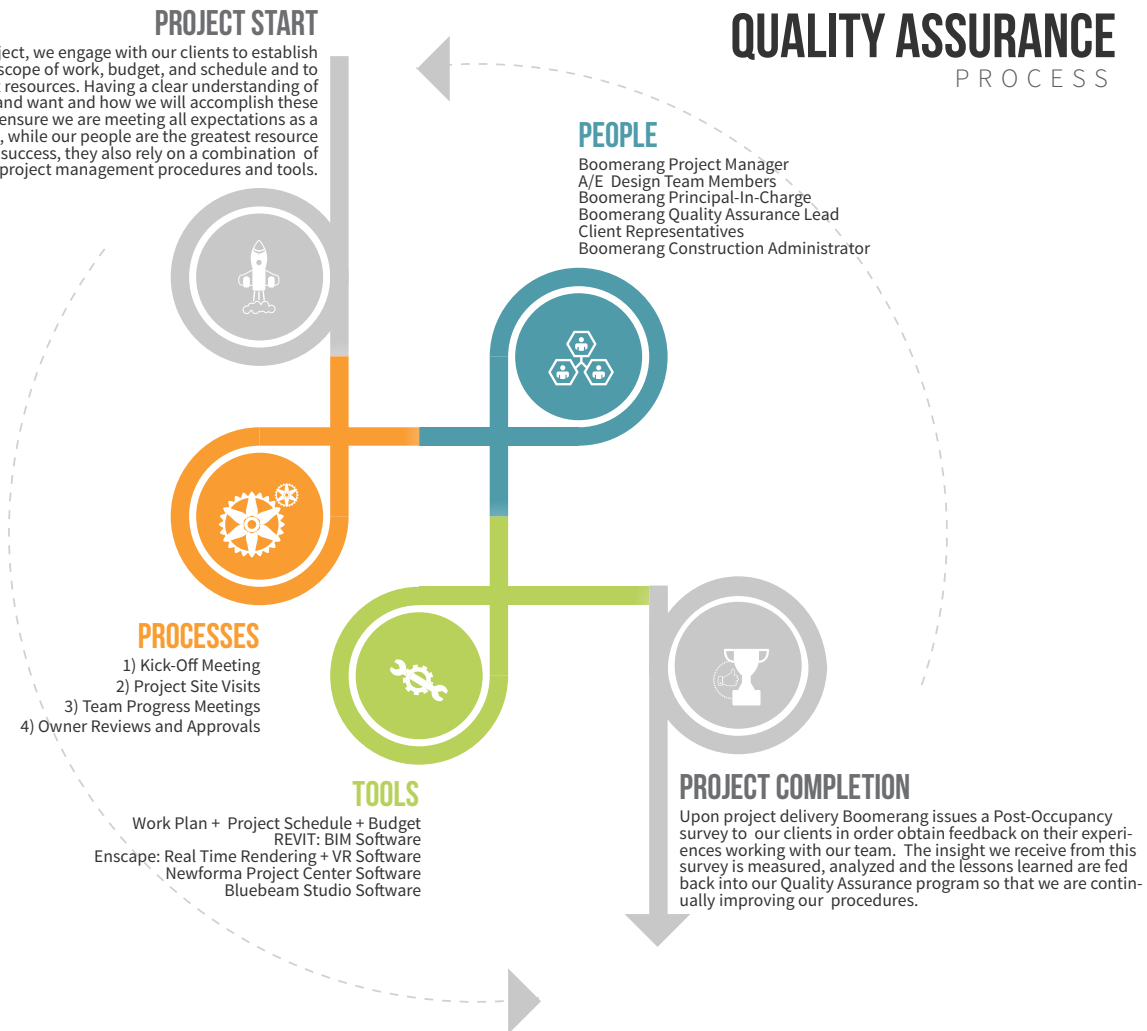 PROJECT START
ject, we engage with our clients to establish
scope of work, budget, and schedule and to
resources. Having a clear understanding of
and want and how we will accomplish these
ensure we are meeting all expectations as a
, while our people are the greatest resource
success, they also rely on a combination of
project management procedures and tools.
QUALITY ASSURANCE
PROCESS
PEOPLE
Boomerang Project Manager
A/E Design Team Members
Boomerang Principal-In-Charge
Boomerang Quality Assurance Lead
Client Representatives
Boomerang Construction Administrator
PROCESSES
1) Kick-Off Meeting
2) Project Site Visits
3) Team Progress Meetings
4) Owner Reviews and Approvals
TOOLS
Work Plan + Project Schedule + Budget
REVIT: BIM Software
Enscape: Real Time Rendering + VR Software
Newforma Project Center Software
Bluebeam Studio Software
PROJECT COMPLETION
Upon project delivery Boomerang issues a Post-Occupancy
survey to our clients in order obtain feedback on their experi-
ences working with our team. The insight we receive from this
survey is measured, analyzed and the lessons learned are fed
back into our Quality Assurance program so that we are contin-
ually improving our procedures.